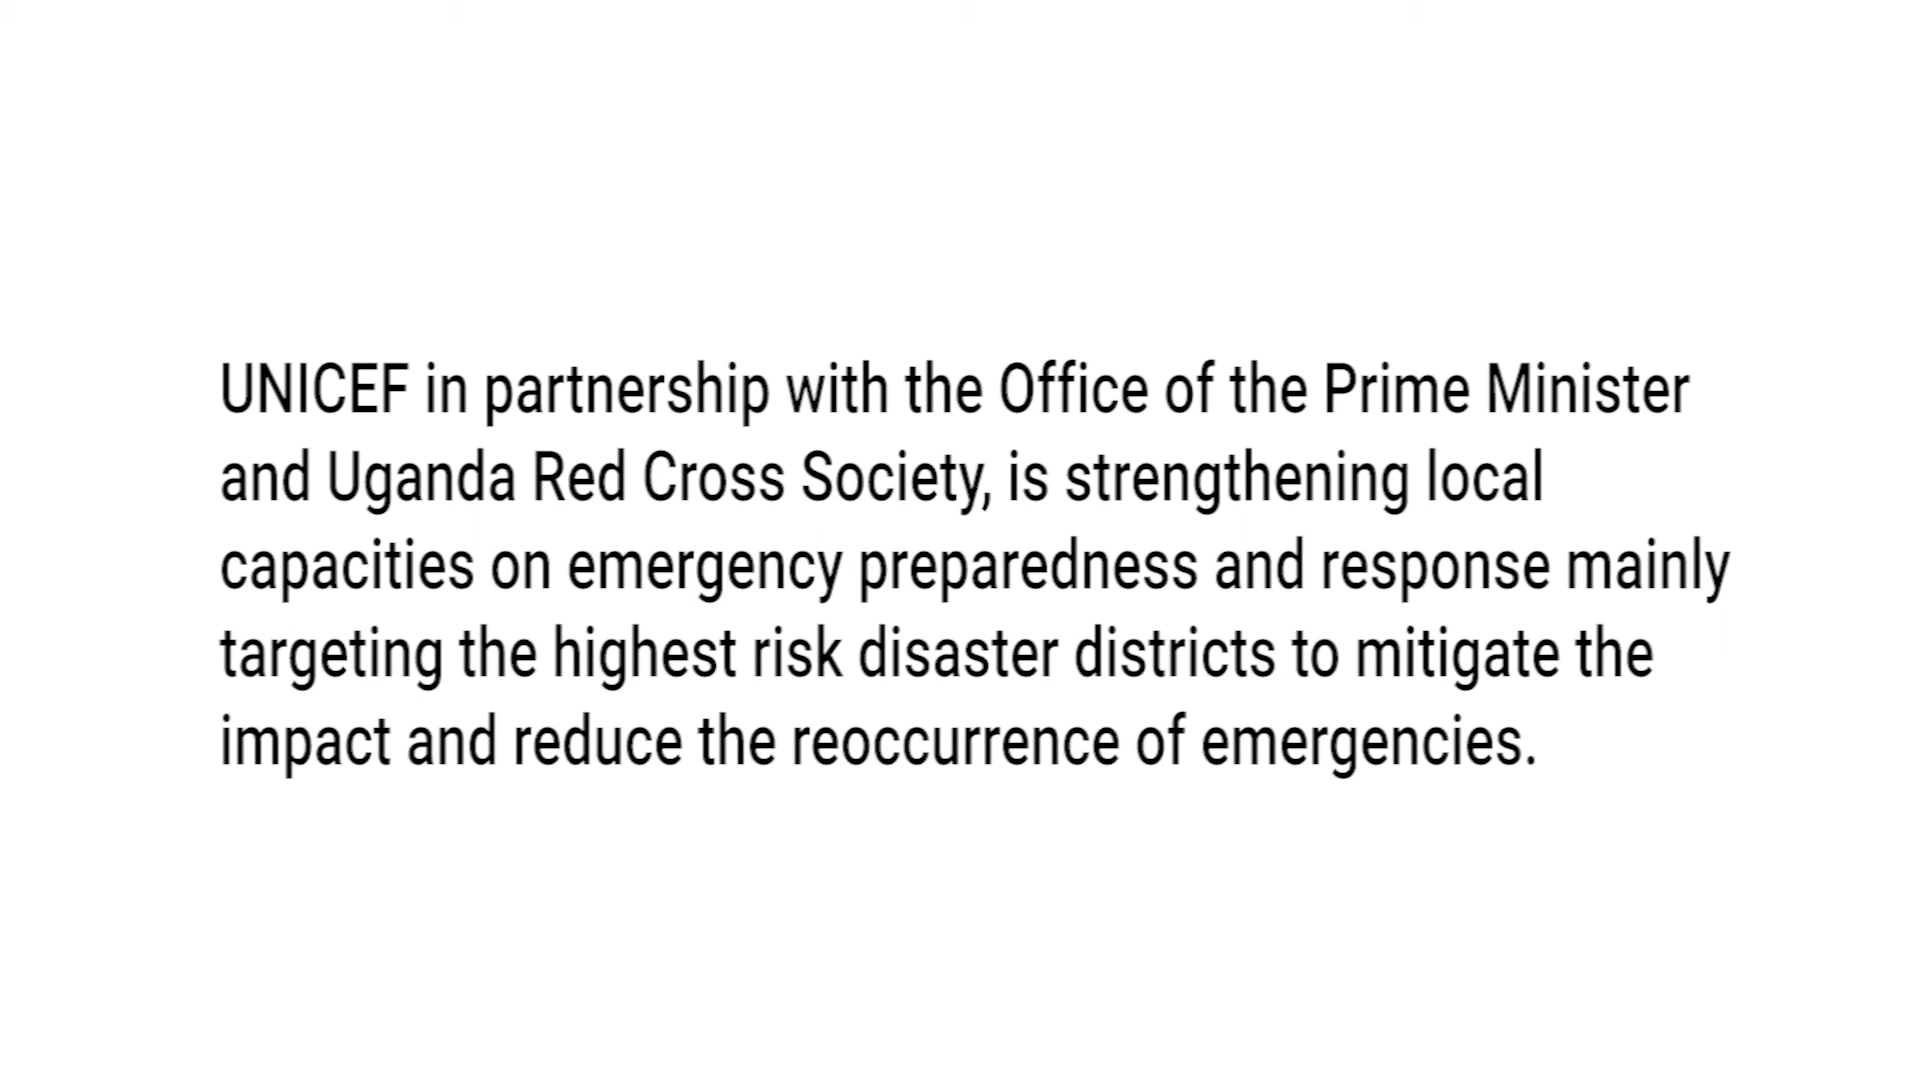 UNICEF in partnership with the Office of the Prime Minister
and Uganda Red Cross Society, is strengthening local
capacities on emergency preparedness and response mainly
targeting the highest risk disaster districts to mitigate the
impact and reduce the reoccurrence of emergencies.